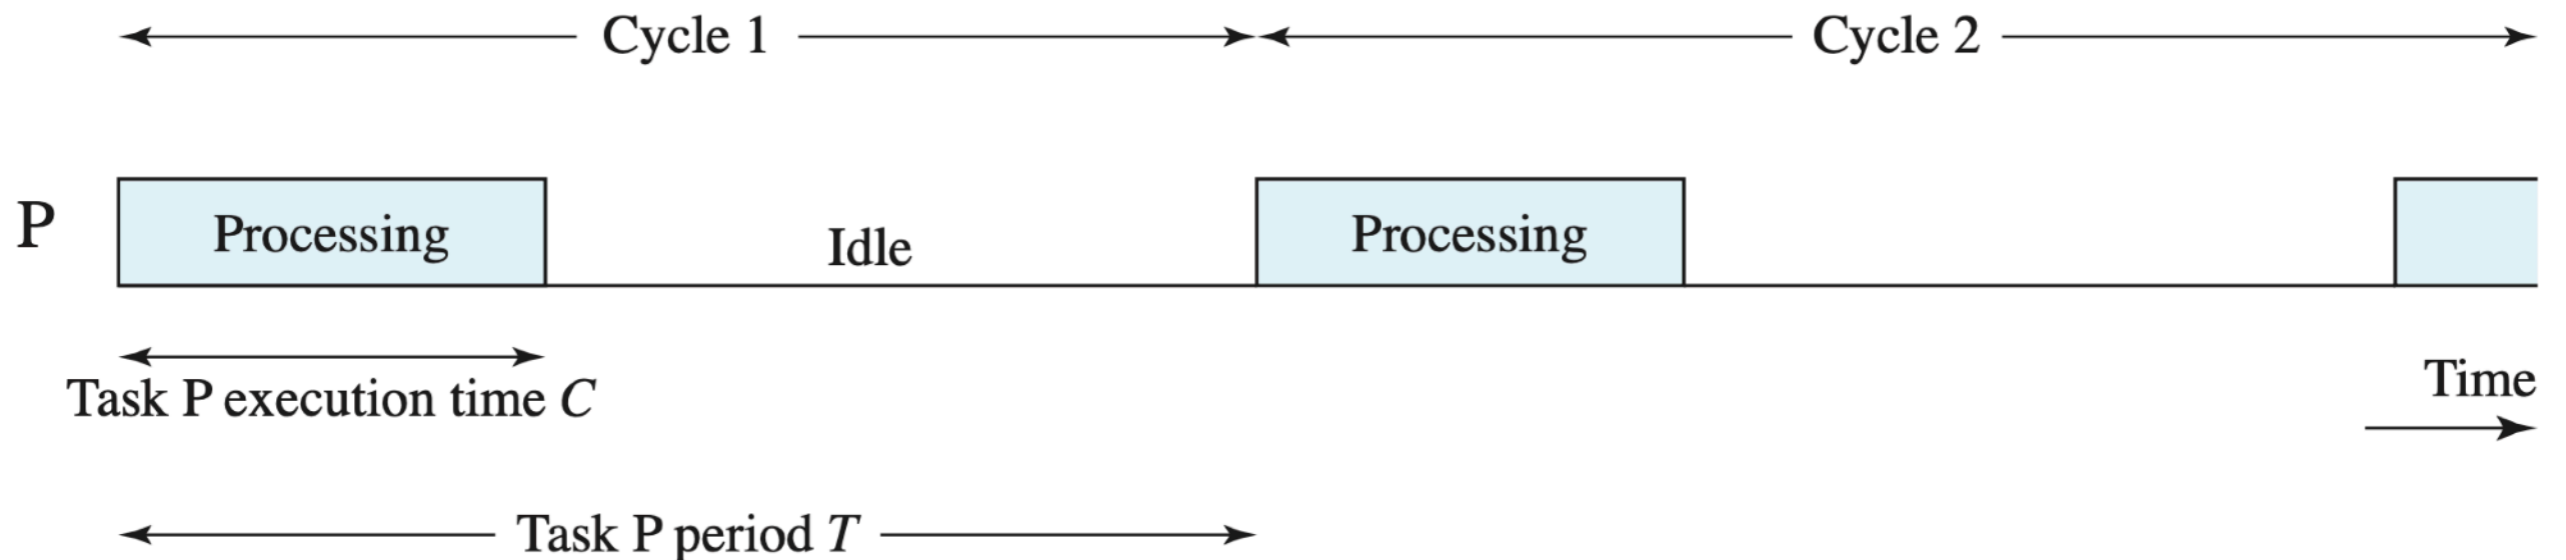 Cycle 1
Cycle 2
P
Processing
Idle
Processing
Task P execution time C
Time
Task P period T